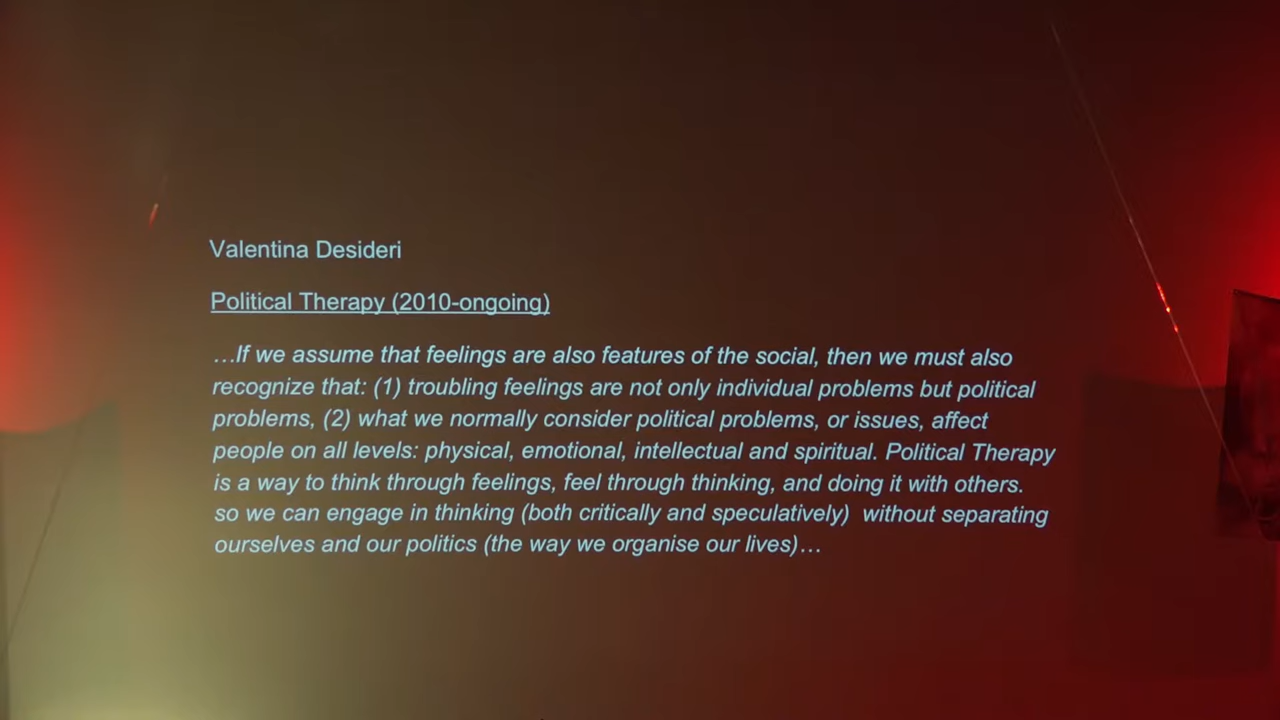 Valentina Desideri
Political Therapy (2010-ongoing)
…If we assume that feelings are also features of the social, then we must also
recognize that: (1) troubling feelings are not only individual problems but political
problems, (2) what we normally consider political problems, or issues, affect
people on all levels: physical, emotional, intellectual and spiritual. Political Therapy
is a way to think through feelings, feel through thinking, and doing it with others.
so we can engage in thinking (both critically and speculatively)  without separating
ourselves and our politics (the way we organise our lives)…